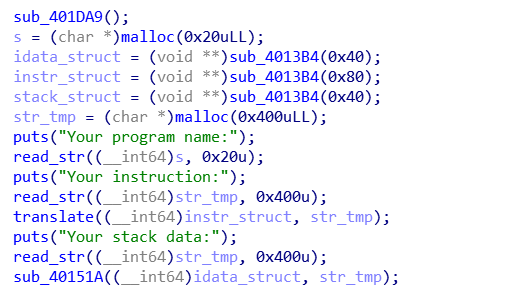 sub_401DA9();
s = (char *)malloc(0x20uLL);
idata_struct = (void **)sub_4013B4(0x40);
instr_struct = (void **)sub_4013B4(0x80);
stack_struct = (void **)sub_4013B4(0x40);
str_tmp = (char *)malloc(0x400uLL);
puts("Your program name:");
read_str((__int64)s, 0x20u);
puts("Your instruction:");
read_str((__int64)str_tmp, 0x400u);
translate((__int64)instr_struct, str_tmp);
puts("Your stack data:");
read_str((__int64)str_tmp, 0x400u);
sub_40151A((__int64)idata_struct, str_tmp);